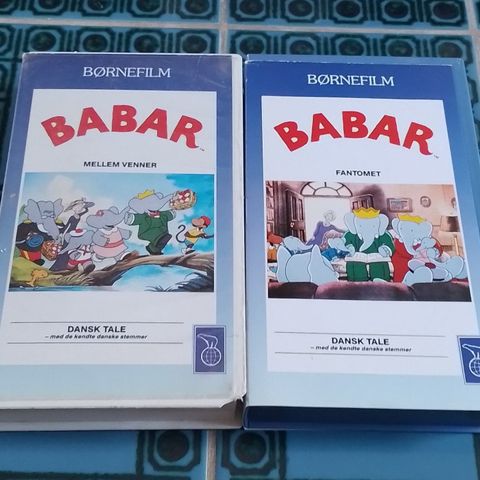 BØRNEFILM
BABAR
MELLEM VENNER
DANSK TALE
– med de kendte danske stemmer
BØRNEFILM
BABAR
FANTOMET
DANSK TALE
– med de kendte danske stemmer